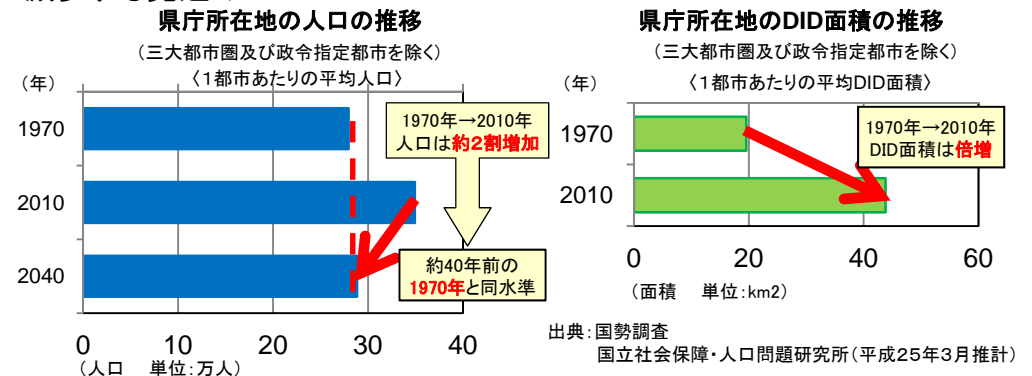 県庁所在地の人口の推移
（三大都市圏及び政令指定都市を除く）
〈１都市あたりの平均人口〉
（年）
1970
2010
2040
0
10
20
30
40
（人口　単位:万人）
1970年→2010年
人口は約２割増加
約40年前の
1970年と同水準
県庁所在地のDID面積の推移
（三大都市圏及び政令指定都市を除く）
〈１都市あたりの平均DID面積〉
（年）
1970
2010
0
20
40
60
（面積　単位:km2）
1970年→2010年
DID面積は倍増
出典：国勢調査
国立社会保障・人口問題研究所（平成２５年３月推計）